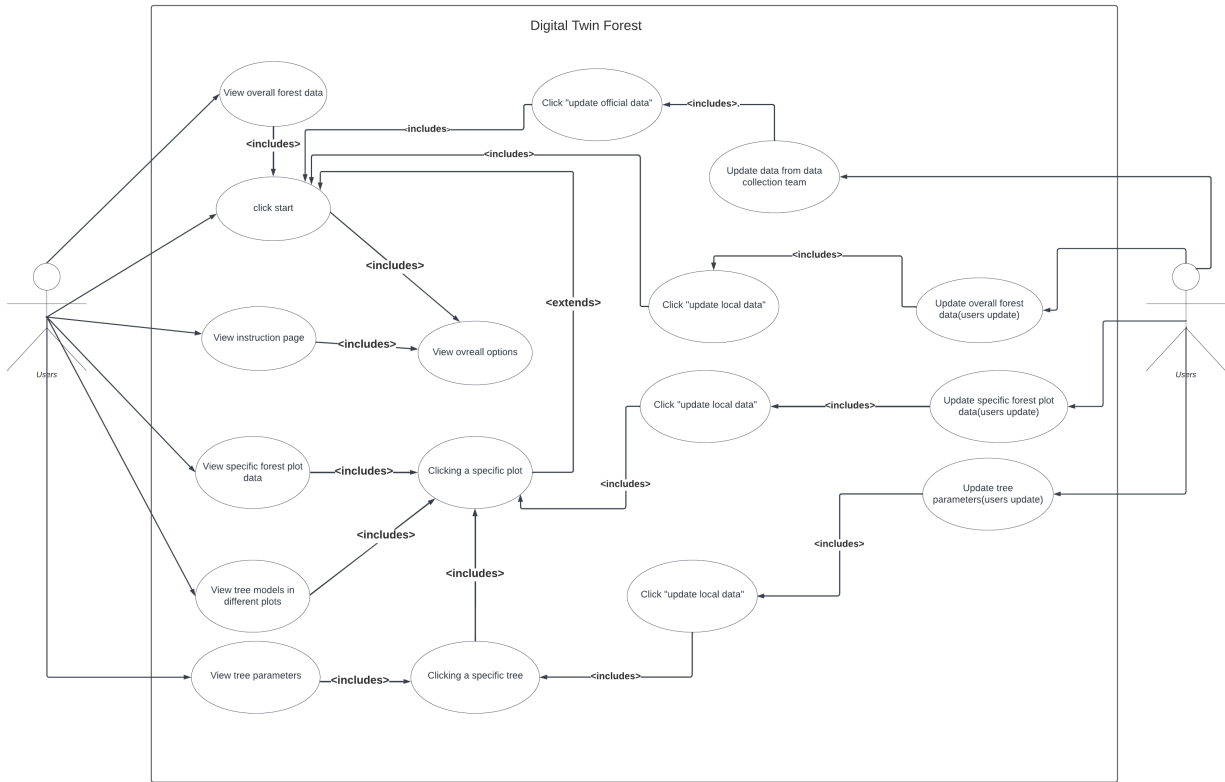 Digital Twin Forest
View overall forest data
<includes>
click start
<includes>
View instruction page
<includes>
View ovreall options
View specific forest plot
data
<includes>
Clicking a specific plot
<includes>
View tree models in
different plots
<includes>
View tree parameters
<includes>
Clicking a specific tree
<extends>
<includes>
Click "update official data"
<includes>.
Update data from data
collection team
<includes>
Click "update local data"
<includes>
Update overall forest
data(users update)
Click "update local data"
<includes>
Update specific forest plot
data(users update)
<includes>
Update tree
parameters(users update)
<includes>
Click "update local data"
<includes>
Users
Users